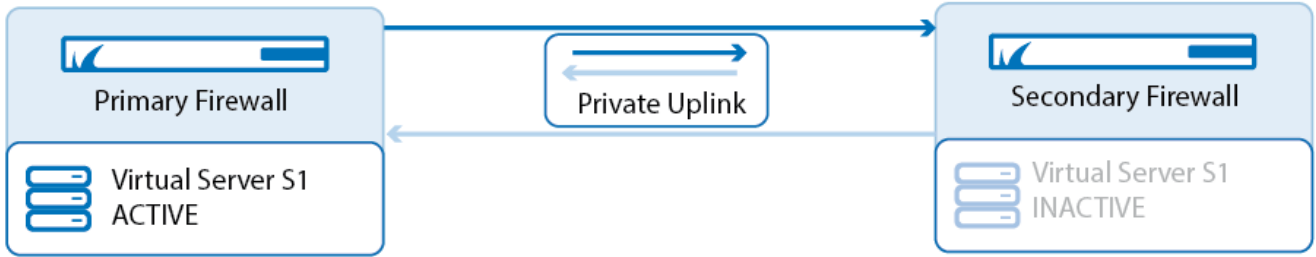 Primary Firewall
Virtual Server S1
ACTIVE
Private Uplink
Secondary Firewall
Virtual Server S1
INACTIVE